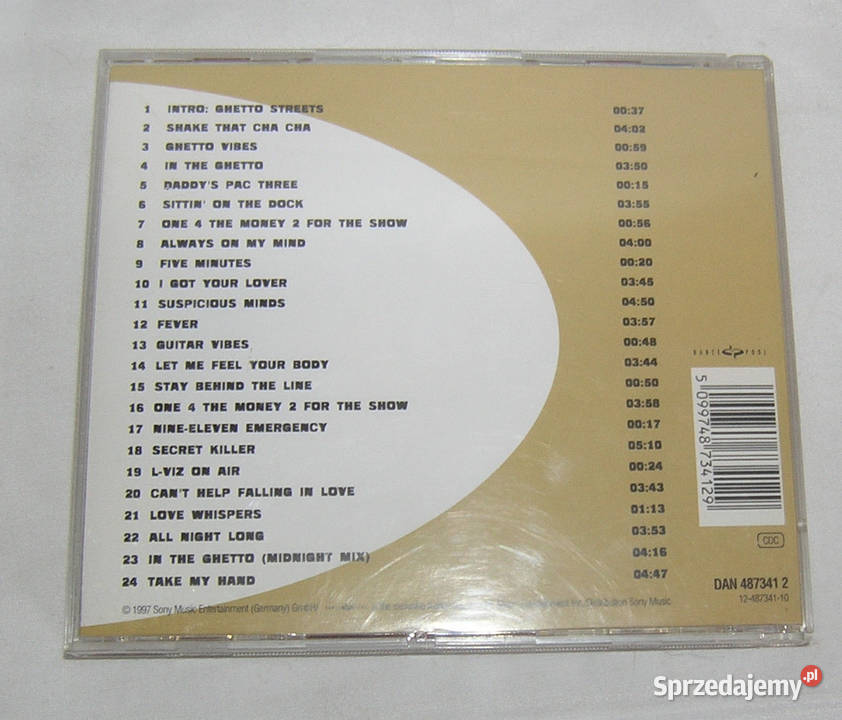 1 INTRO: GHETTO STREETS 00:37
2 SHAKE THAT CHA CHA 04:02
3 GHETTO VIBES 00:59
4 IN THE GHETTO 03:50
5 DADDY'S PAC THREE 00:15
6 SITTIN' ON THE DOCK 03:55
7 ONE 4 THE MONEY 2 FOR THE SHOW 00:56
8 ALWAYS ON MY MIND 04:00
9 FIVE MINUTES 00:20
10 I GOT YOUR LOVER 03:45
11 SUSPICIOUS MINDS 04:50
12 FEVER 03:57
13 GUITAR VIBES 00:48
14 LET ME FEEL YOUR BODY 03:44
DANCE POOL
15 STAY BEHIND THE LINE 00:50
16 ONE 4 THE MONEY 2 FOR THE SHOW 03:58
17 NINE-ELEVEN EMERGENCY 00:17
18 SECRET KILLER 05:10
19 L-VIZ ON AIR 00:24
20 CAN'T HELP FALLING IN LOVE 03:43
21 LOVE WHISPERS 01:13
22 ALL NIGHT LONG 03:53
23 IN THE GHETTO (MIDNIGHT MIX) 04:16
24 TAKE MY HAND 04:47
5 099748 734129
CDC
DAN 487341 2
12-487341-10
© 1997 Sony Music Entertainment (Germany) GmbH Distribution Sony Music
Sprzedajemy.pl